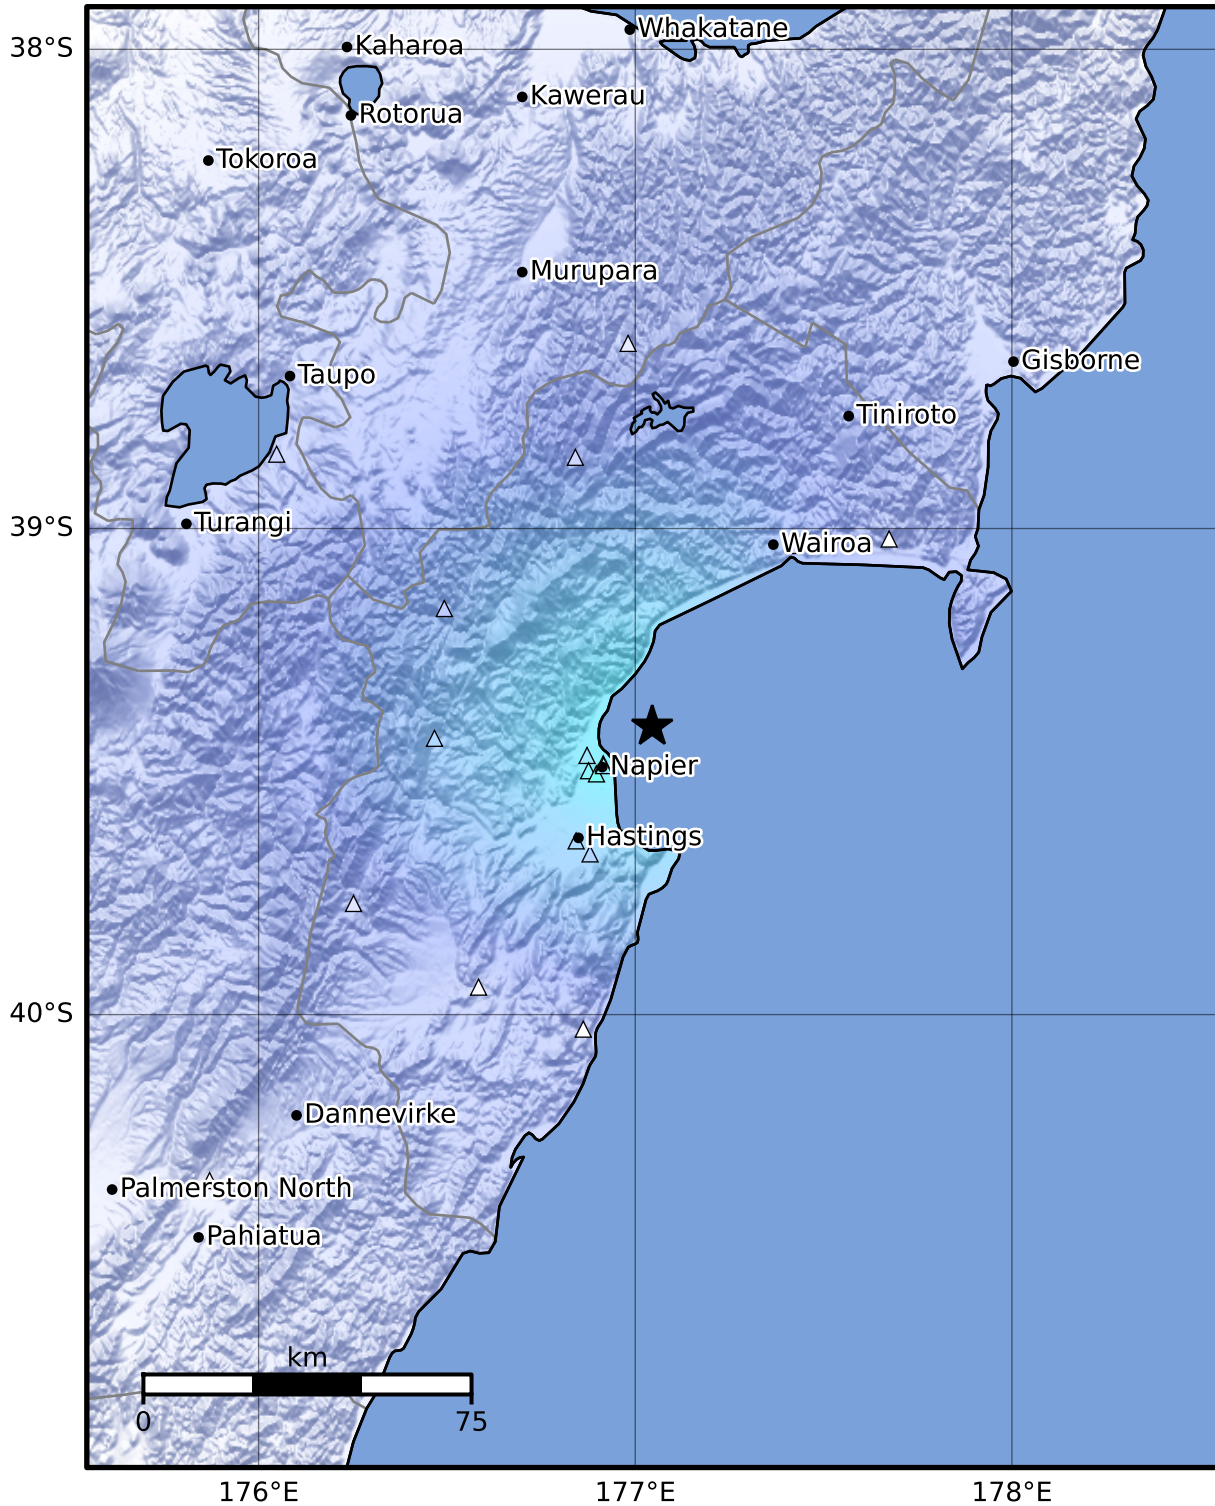 Whakatane
38°S
Kaharoa
Kawerau
Rotorua
Tokoroa
Murupara
Gisborne
Taupo
Tiniroto
Turangi
39°S
Wairoa
Napier
Hastings
40°S
Dannevirke
Palmerston North
Pahiatua
km
0
75
176°E
177°E
178°E